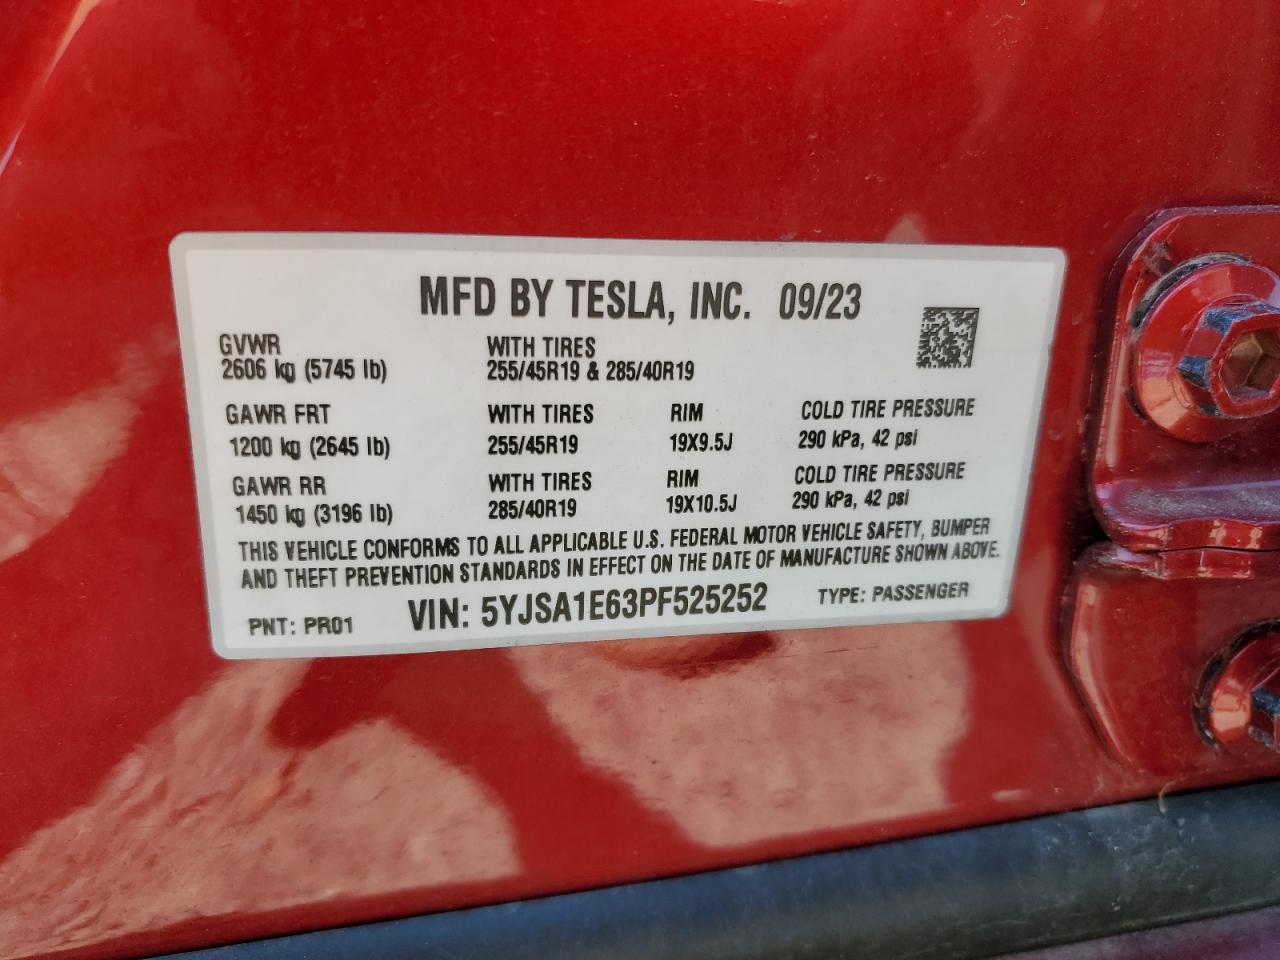 MFD BY TESLA, INC. 09/23
GVWR WITH TIRES
2606 kg (5745 lb) 255/45R19 & 285/40R19
GAWR FRT WITH TIRES RIM COLD TIRE PRESSURE
1200 kg (2645 lb) 255/45R19 19X9.5J 290 kPa, 42 psi
GAWR RR WITH TIRES RIM COLD TIRE PRESSURE
1450 kg (3196 lb) 285/40R19 19X10.5J 290 kPa, 42 psi
THIS VEHICLE CONFORMS TO ALL APPLICABLE U.S. FEDERAL MOTOR VEHICLE SAFETY, BUMPER
AND THEFT PREVENTION STANDARDS IN EFFECT ON THE DATE OF MANUFACTURE SHOWN ABOVE.
PNT: PR01 VIN: 5YJSA1E63PF525252 TYPE: PASSENGER